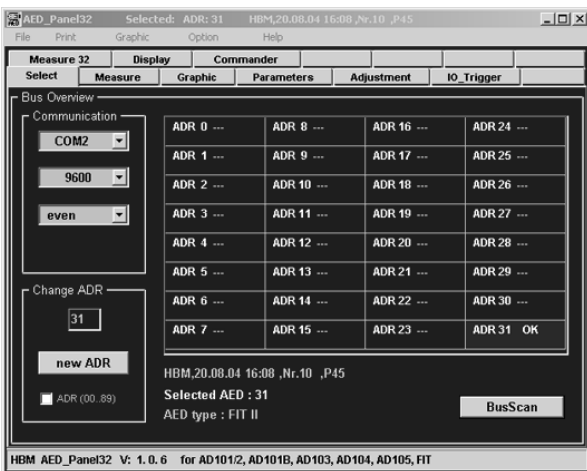 AED_Panel32 Selected: ADR: 31 HBM,20.08.04 16:08 ,Nr.10 ,P45
File Print Graphic Option Help
Measure 32 Display Commander
Select Measure Graphic Parameters Adjustment IO_Trigger
Bus Overview
Communication
COM2
9600
even
Change ADR
31
new ADR
ADR (00..89)
ADR 0 --- ADR 8 --- ADR 16 --- ADR 24 ---
ADR 1 --- ADR 9 --- ADR 17 --- ADR 25 ---
ADR 2 --- ADR 10 --- ADR 18 --- ADR 26 ---
ADR 3 --- ADR 11 --- ADR 19 --- ADR 27 ---
ADR 4 --- ADR 12 --- ADR 20 --- ADR 28 ---
ADR 5 --- ADR 13 --- ADR 21 --- ADR 29 ---
ADR 6 --- ADR 14 --- ADR 22 --- ADR 30 ---
ADR 7 --- ADR 15 --- ADR 23 --- ADR 31 OK
HBM,20.08.04 16:08 ,Nr.10 ,P45
Selected AED : 31
AED type : FIT II
BusScan
HBM AED_Panel32 V: 1. 0. 6 for AD101/2, AD101B, AD103, AD104, AD105, FIT